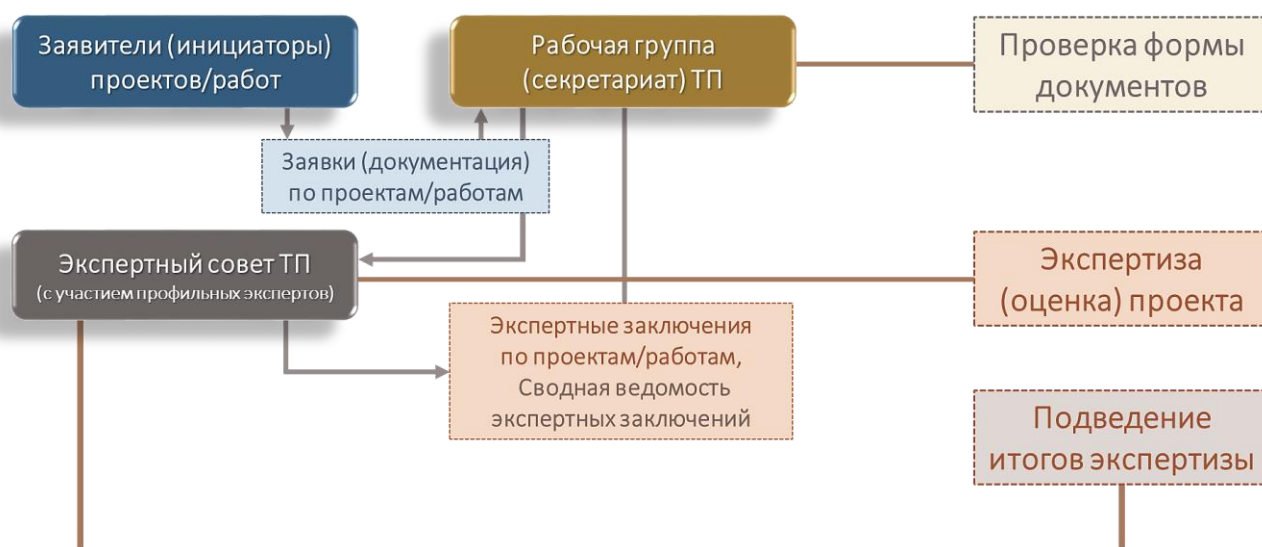 Заявители (инициаторы)
проектов/работ
Рабочая группа
(секретариат) ТП
Проверка формы
документов
Заявки (документация)
по проектам/работам
Экспертный совет ТП
(с участием профильных экспертов)
Экспертиза
(оценка) проекта
Экспертные заключения
по проектам/работам,
Сводная ведомость
экспертных заключений
Подведение
итогов экспертизы